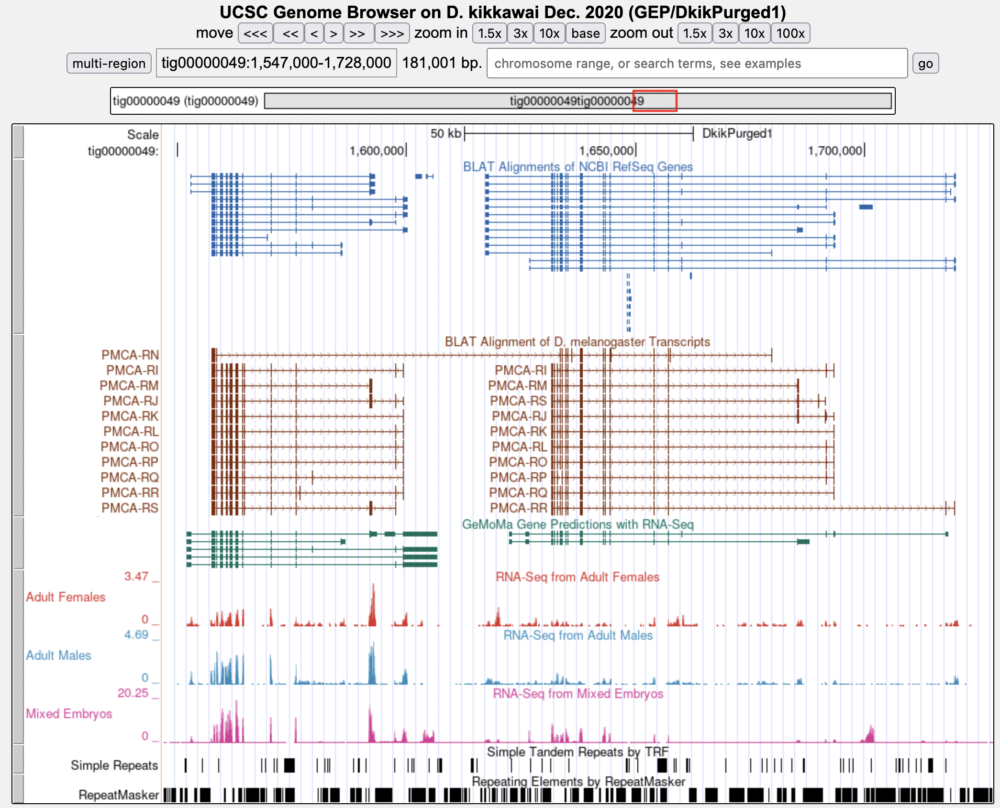 UCSC Genome Browser on D. kikkawai Dec. 2020 (GEP/DkikPurged1)
move <<< << < > >> >>> zoom in 1.5x 3x 10x base zoom out 1.5x 3x 10x 100x
multi-region tig00000049:1,547,000-1,728,000 181,001 bp. chromosome range, or search terms, see examples go
tig00000049 (tig00000049) tig00000049tig00000049
Scale 50 kb DkikPurged1
tig00000049: 1,600,000 1,650,000 1,700,000
BLAT Alignments of NCBI RefSeq Genes
BLAT Alignment of D. melanogaster Transcripts
PMCA-RN
PMCA-RI PMCA-RI
PMCA-RM PMCA-RM
PMCA-RJ PMCA-RS
PMCA-RK PMCA-RJ
PMCA-RL PMCA-RK
PMCA-RO PMCA-RL
PMCA-RP PMCA-RO
PMCA-RQ PMCA-RP
PMCA-RR PMCA-RQ
PMCA-RS PMCA-RR
GeMoMa Gene Predictions with RNA-Seq
3.47 _ RNA-Seq from Adult Females
Adult Females
0 _
4.69 _ RNA-Seq from Adult Males
Adult Males
0 _
20.25 _ RNA-Seq from Mixed Embryos
Mixed Embryos
0 _
Simple Tandem Repeats by TRF
Simple Repeats
Repeating Elements by RepeatMasker
RepeatMasker